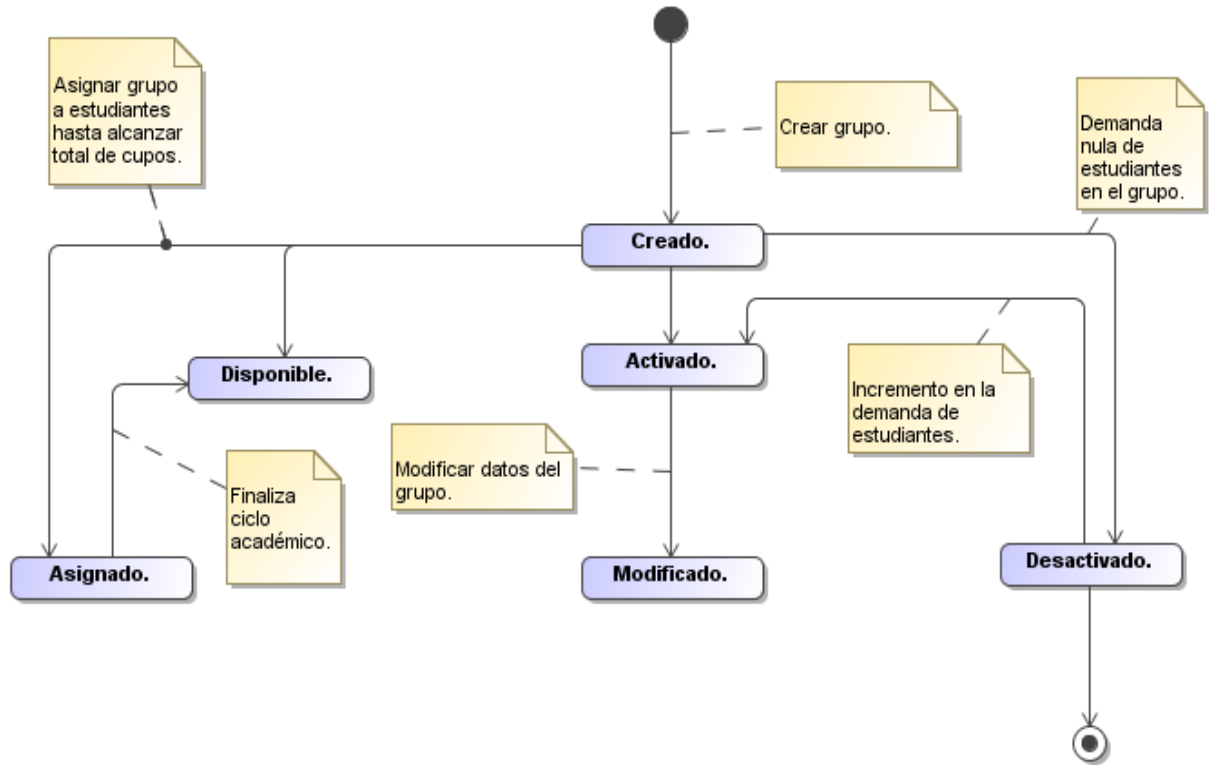 Asignar grupo
a estudiantes
hasta alcanzar
total de cupos.
Crear grupo.
Demanda
nula de
estudiantes
en el grupo.
Creado.
Disponible.
Activado.
Incremento en la
demanda de
estudiantes.
Modificar datos del
grupo.
Finaliza
ciclo
académico.
Asignado.
Modificado.
Desactivado.